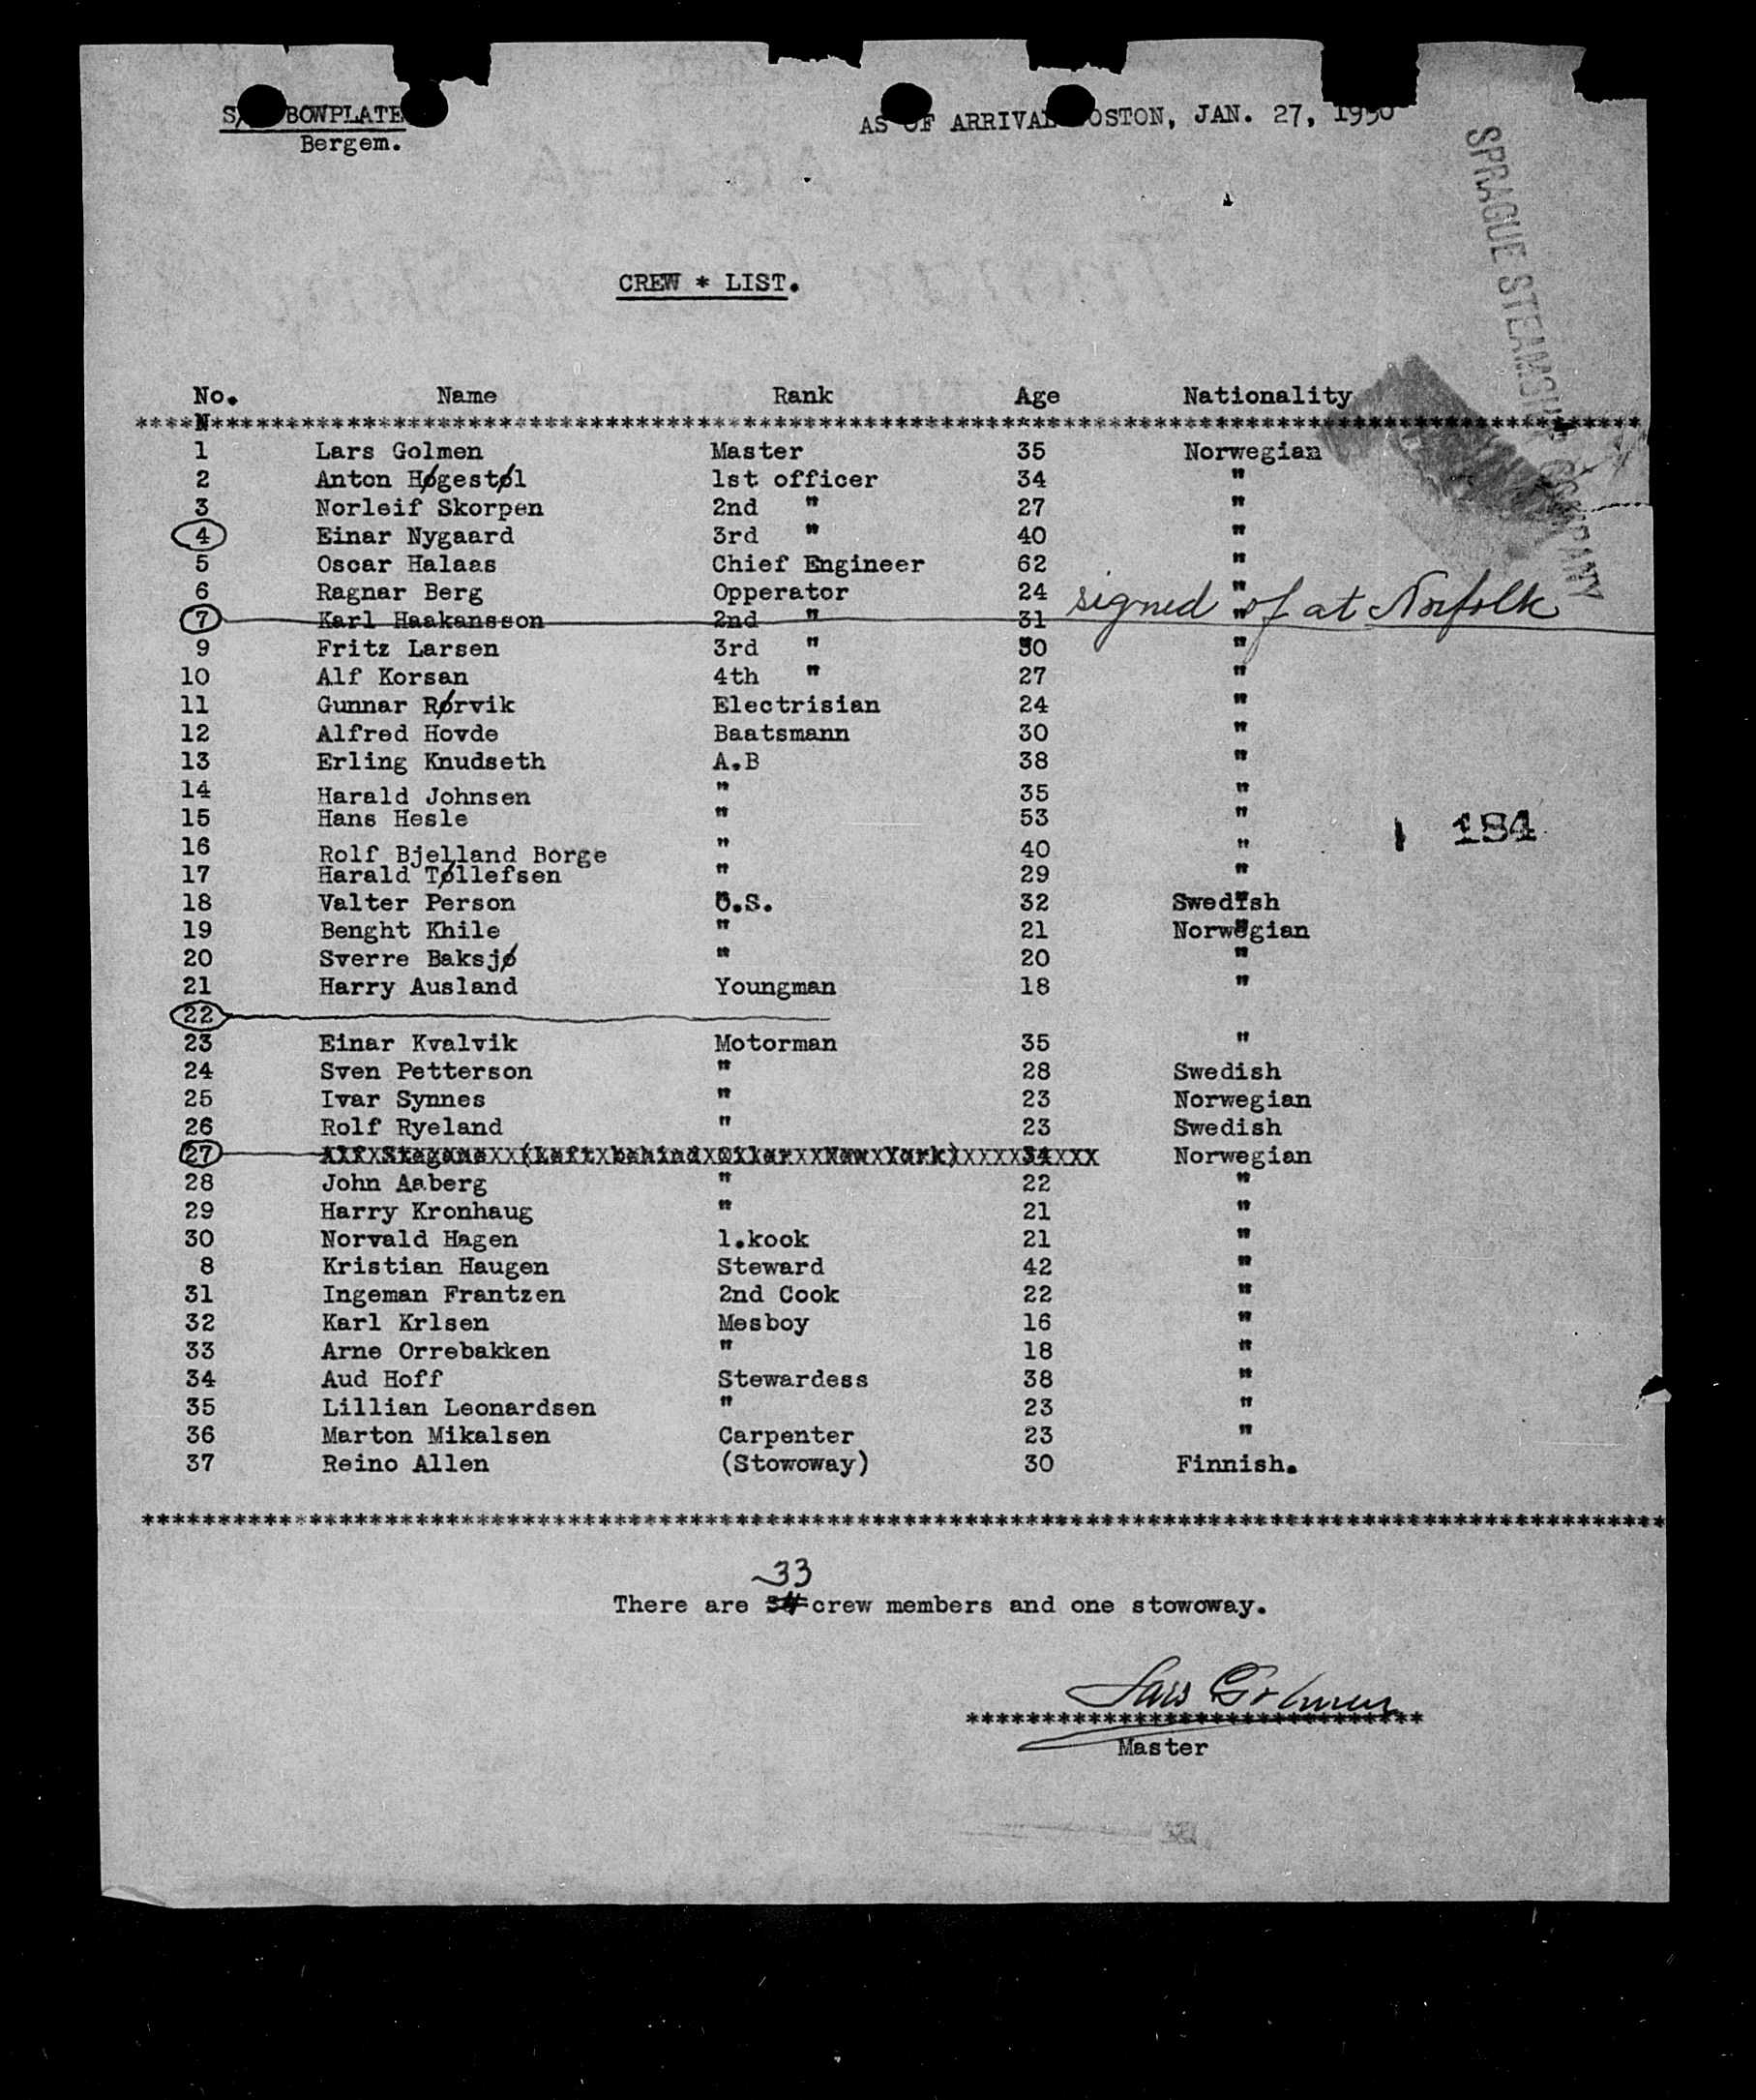 S/ BOWPLATE
Bergem.
AS OF ARRIVAL BOSTON, JAN. 27, 1950
SPRAGUE STEAMSHIP COMPANY
CREW * LIST.
No. Name Rank Age Nationality
****N****************************************************************************************
1 Lars Golmen Master 35 Norwegian
2 Anton Høgestøl 1st officer 34 "
3 Norleif Skorpen 2nd " 27 "
4 Einar Nygaard 3rd " 40 "
5 Oscar Halaas Chief Engineer 62 "
6 Ragnar Berg Opperator 24 "
7 Karl Haakansson 2nd " 31 " signed of at Norfolk
9 Fritz Larsen 3rd " 30 "
10 Alf Korsan 4th " 27 "
11 Gunnar Rørvik Electrisian 24 "
12 Alfred Hovde Baatsmann 30 "
13 Erling Knudseth A.B 38 "
14 Harald Johnsen " 35 "
15 Hans Hesle " 53 "
184
16 Rolf Bjelland Borge " 40 "
17 Harald Tøllefsen " 29 "
18 Valter Person O.S. 32 Swedish
19 Benght Khile " 21 Norwegian
20 Sverre Baksjø " 20 "
21 Harry Ausland Youngman 18 "
22
23 Einar Kvalvik Motorman 35 "
24 Sven Petterson " 28 Swedish
25 Ivar Synnes " 23 Norwegian
26 Rolf Ryeland " 23 Swedish
27 Alf (Left behind Oiler New York) 34 Norwegian
28 John Aaberg " 22 "
29 Harry Kronhaug " 21 "
30 Norvald Hagen 1.kook 21 "
8 Kristian Haugen Steward 42 "
31 Ingeman Frantzen 2nd Cook 22 "
32 Karl Krlsen Mesboy 16 "
33 Arne Orrebakken " 18 "
34 Aud Hoff Stewardess 38 "
35 Lillian Leonardsen " 23 "
36 Marton Mikalsen Carpenter 23 "
37 Reino Allen (Stowoway) 30 Finnish.
****************************************************************************************************
33
There are 34 crew members and one stowoway.
Lars Golmen
******************************
Master